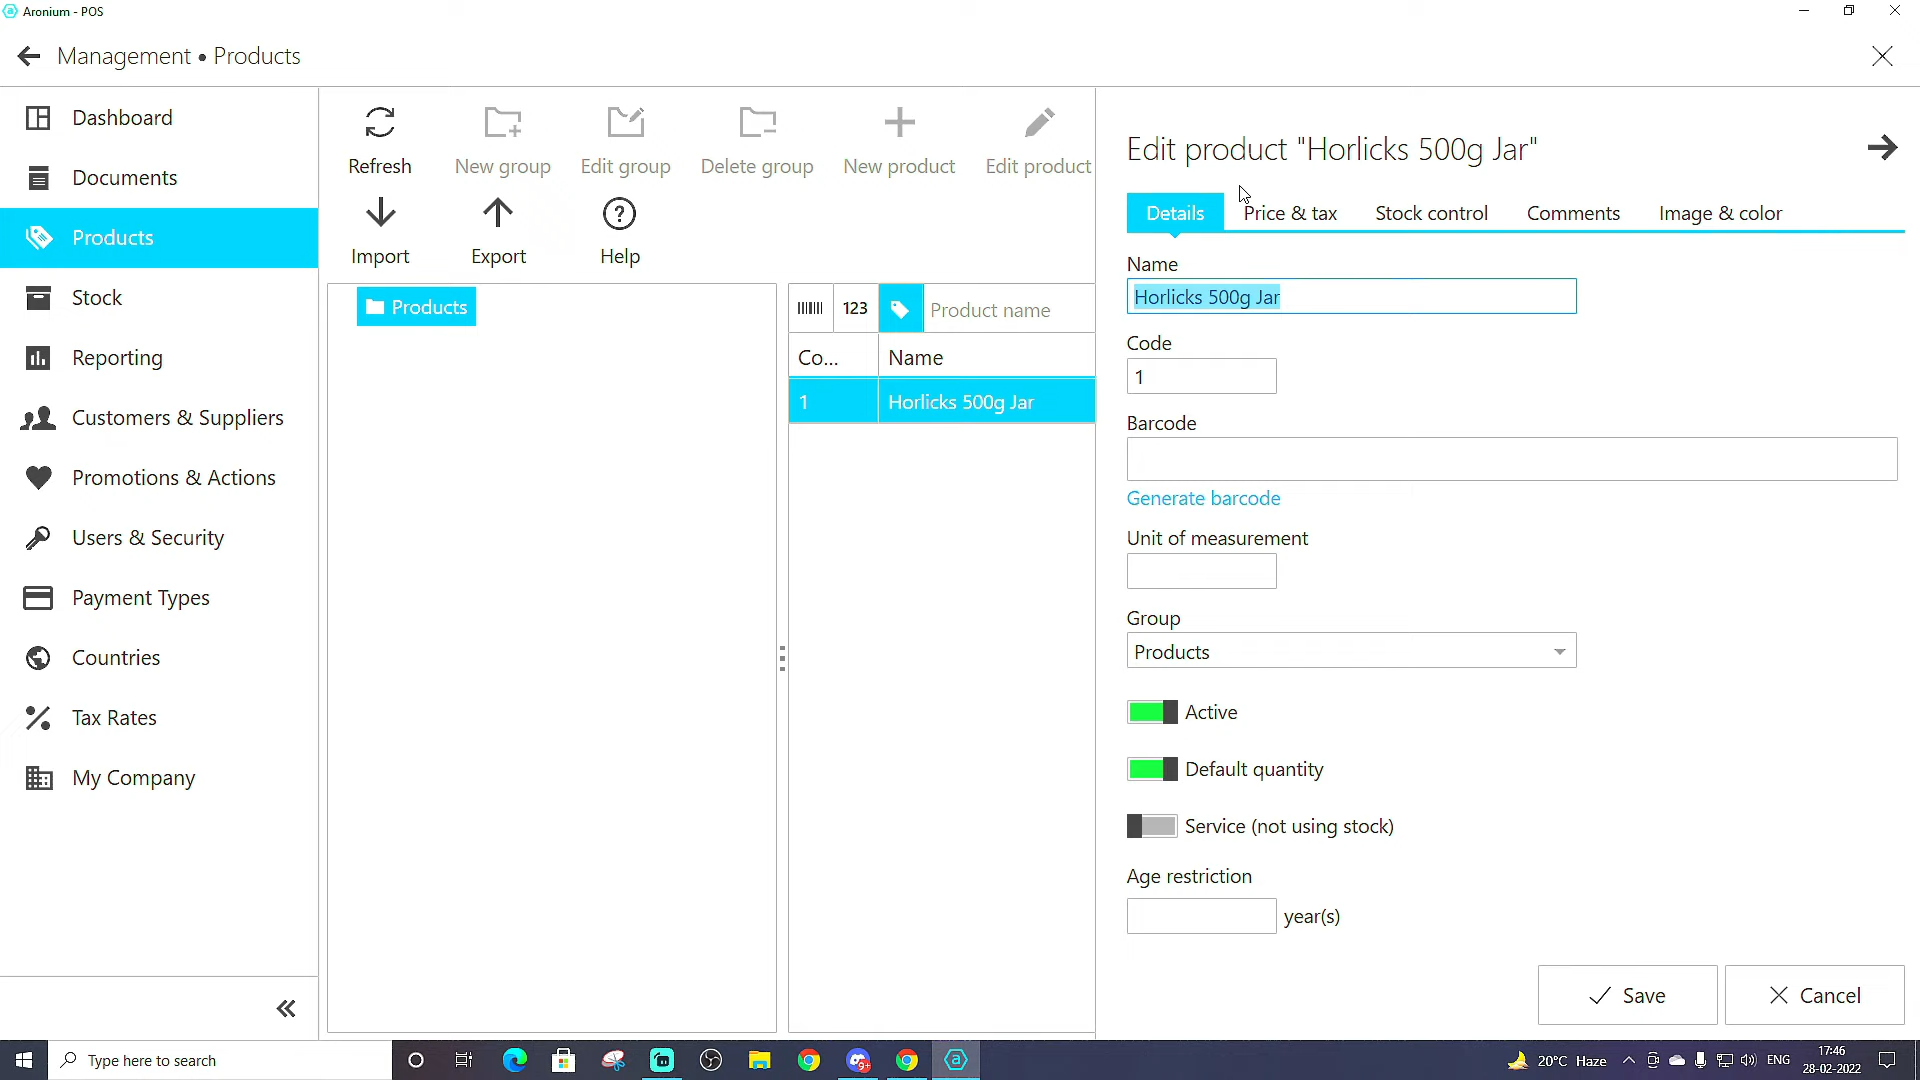 Aronium - POS
Management • Products
Dashboard
Documents
Products
Stock
Reporting
Customers & Suppliers
Promotions & Actions
Users & Security
Payment Types
Countries
Tax Rates
My Company
Refresh
New group
Edit group
Delete group
New product
Edit product
Import
Export
Help
Products
123
Product name
Co...
Name
1
Horlicks 500g Jar
Edit product "Horlicks 500g Jar"
Details
Price & tax
Stock control
Comments
Image & color
Name
Horlicks 500g Jar
Code
1
Barcode
Generate barcode
Unit of measurement
Group
Products
Active
Default quantity
Service (not using stock)
Age restriction
year(s)
Save
Cancel
Type here to search
9+
20°C Haze
ENG
17:46
28-02-2022